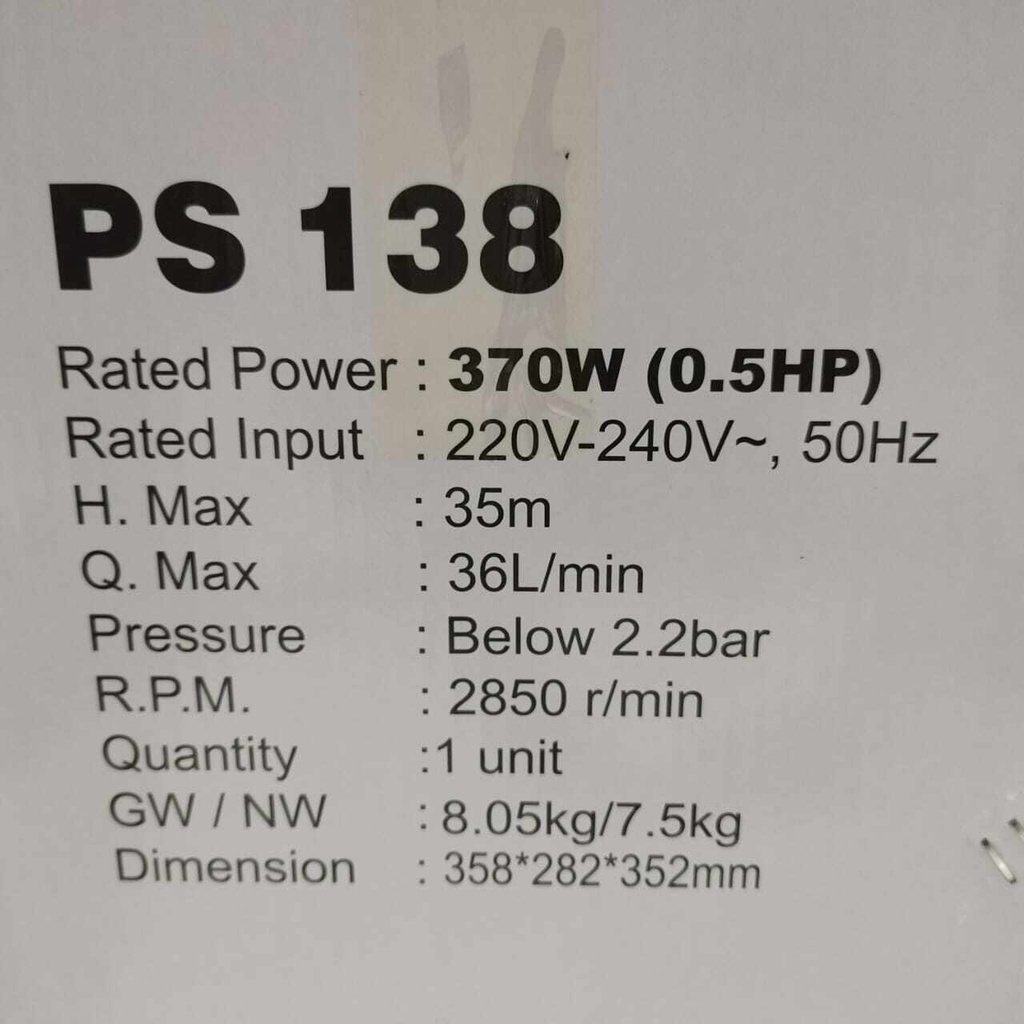 PS 138
Rated Power : 370W (0.5HP)
Rated Input : 220V-240V~, 50Hz
H. Max : 35m
Q. Max : 36L/min
Pressure : Below 2.2bar
R.P.M. : 2850 r/min
Quantity :1 unit
GW / NW : 8.05kg/7.5kg
Dimension : 358*282*352mm